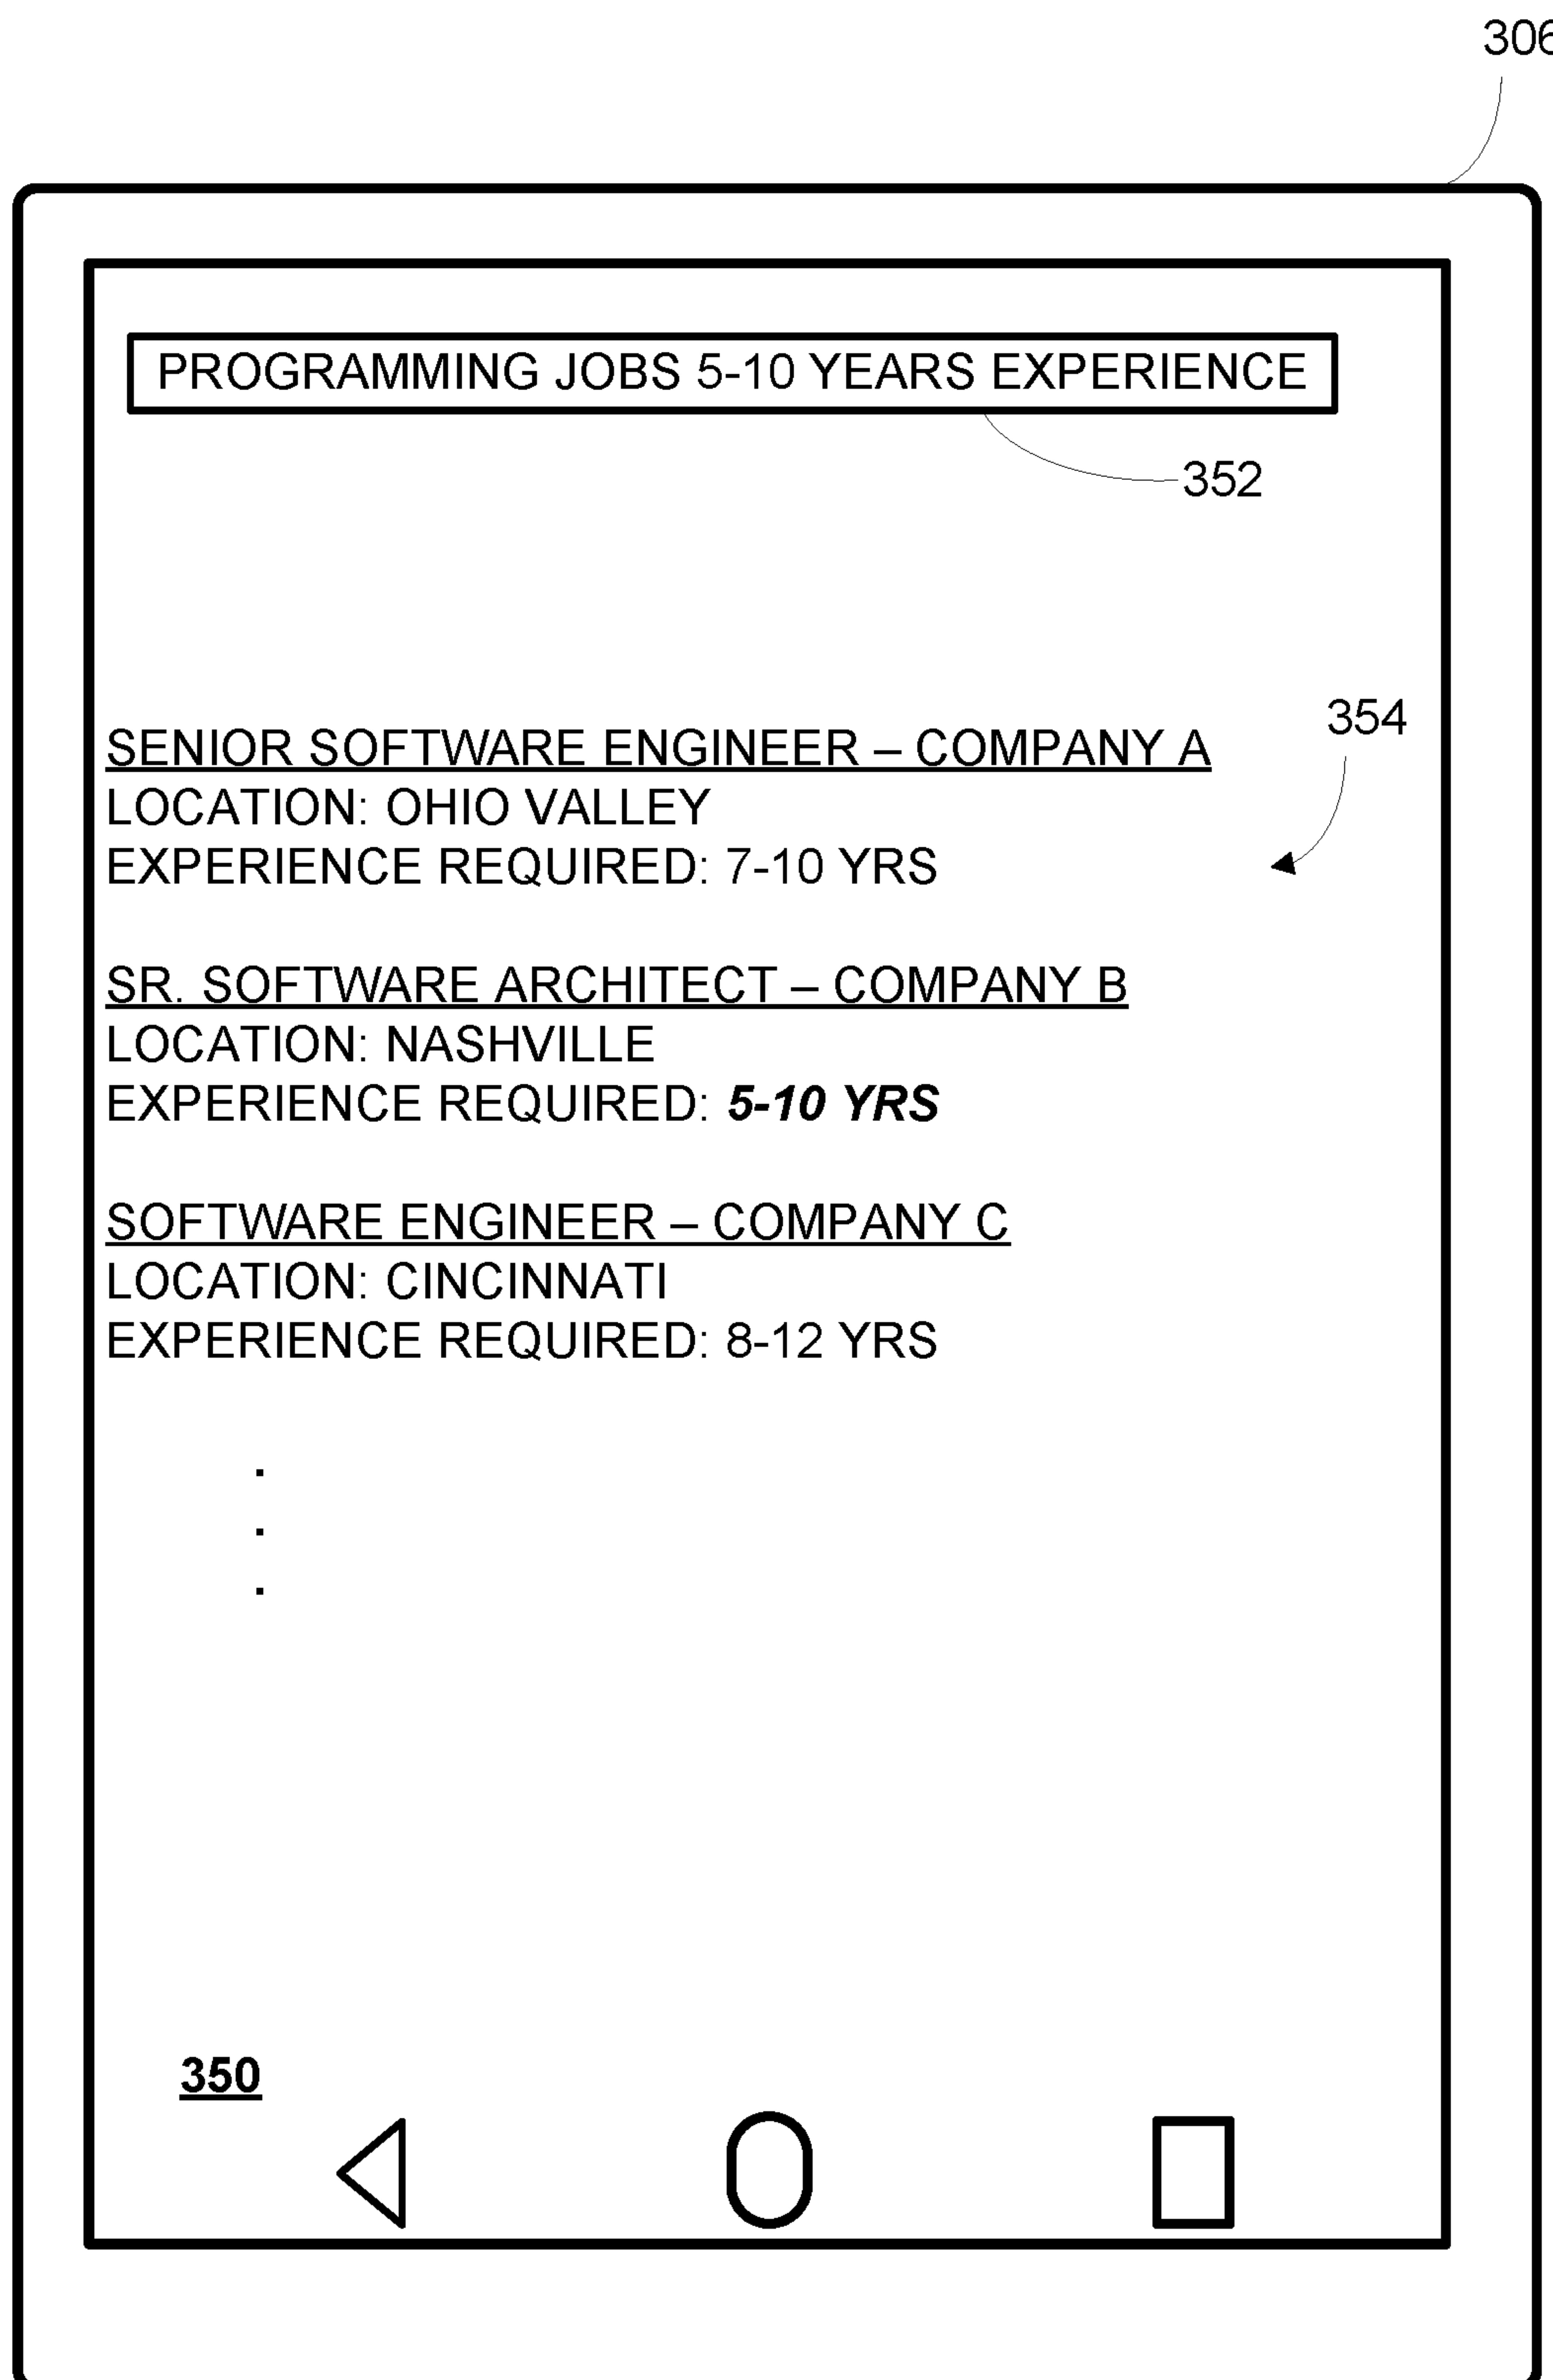 306
PROGRAMMING JOBS 5-10 YEARS EXPERIENCE
352
354
SENIOR SOFTWARE ENGINEER – COMPANY A
LOCATION: OHIO VALLEY
EXPERIENCE REQUIRED: 7-10 YRS
SR. SOFTWARE ARCHITECT – COMPANY B
LOCATION: NASHVILLE
EXPERIENCE REQUIRED: 5-10 YRS
SOFTWARE ENGINEER – COMPANY C
LOCATION: CINCINNATI
EXPERIENCE REQUIRED: 8-12 YRS
.
.
.
350